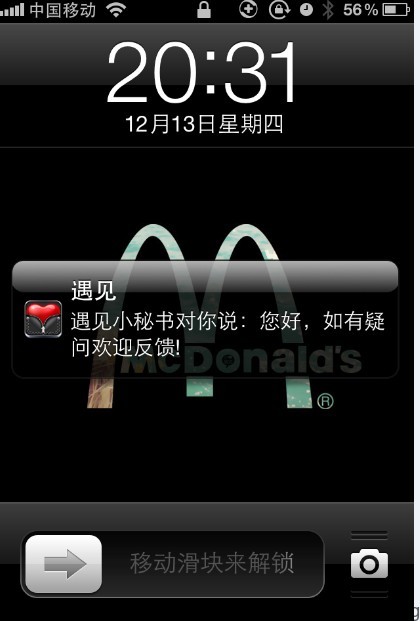 中国移动 56%
20:31
12月13日星期四
遇见
遇见小秘书对你说：您好，如有疑
问欢迎反馈!
McDonald's
®
移动滑块来解锁